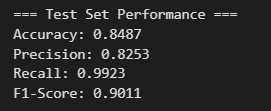 === Test Set Performance ===
Accuracy: 0.8487
Precision: 0.8253
Recall: 0.9923
F1-Score: 0.9011